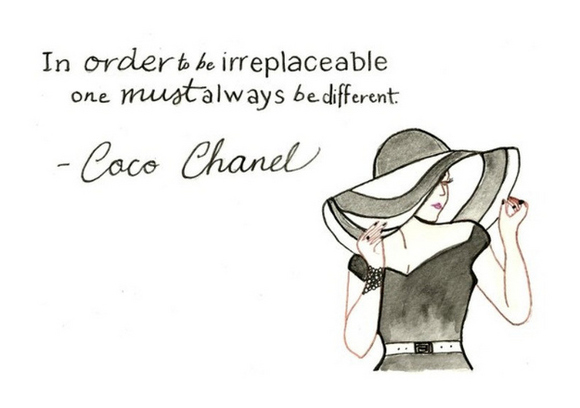 In order to be irreplaceable
one must always be different.
- Coco Chanel